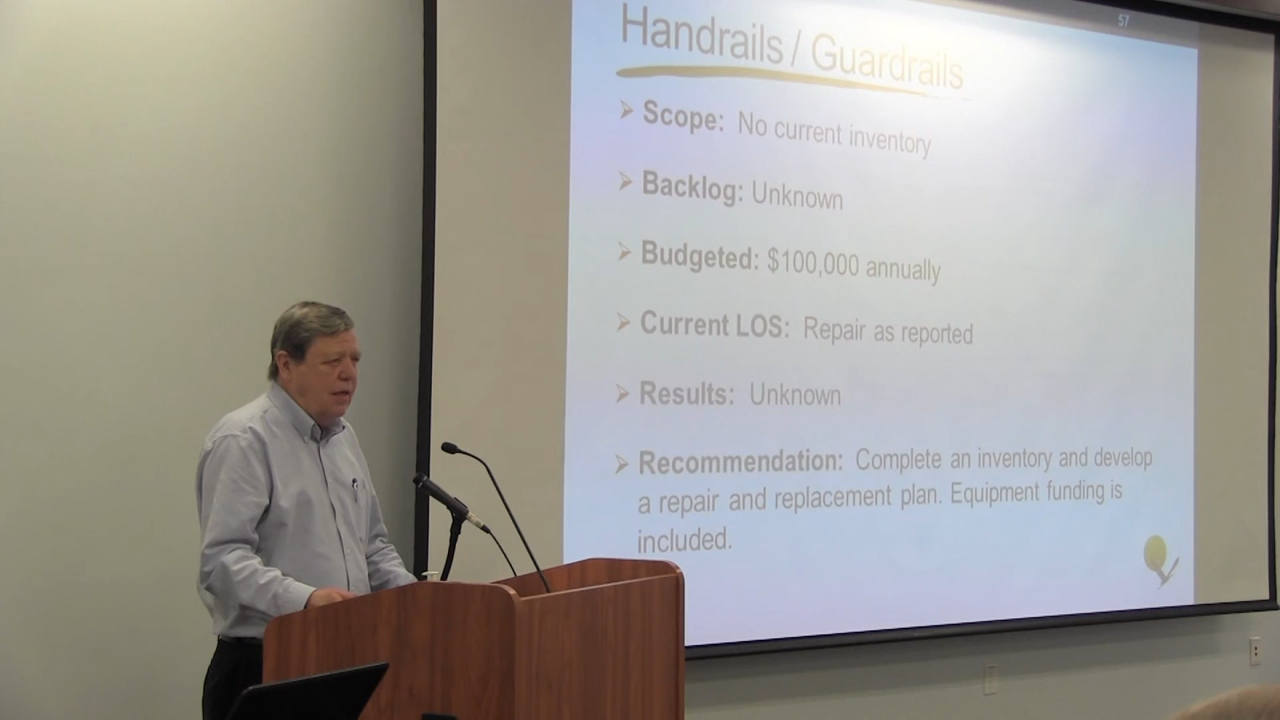 57
Handrails / Guardrails
Scope: No current inventory
Backlog: Unknown
Budgeted: $100,000 annually
Current LOS: Repair as reported
Results: Unknown
Recommendation: Complete an inventory and develop
a repair and replacement plan. Equipment funding is
included.